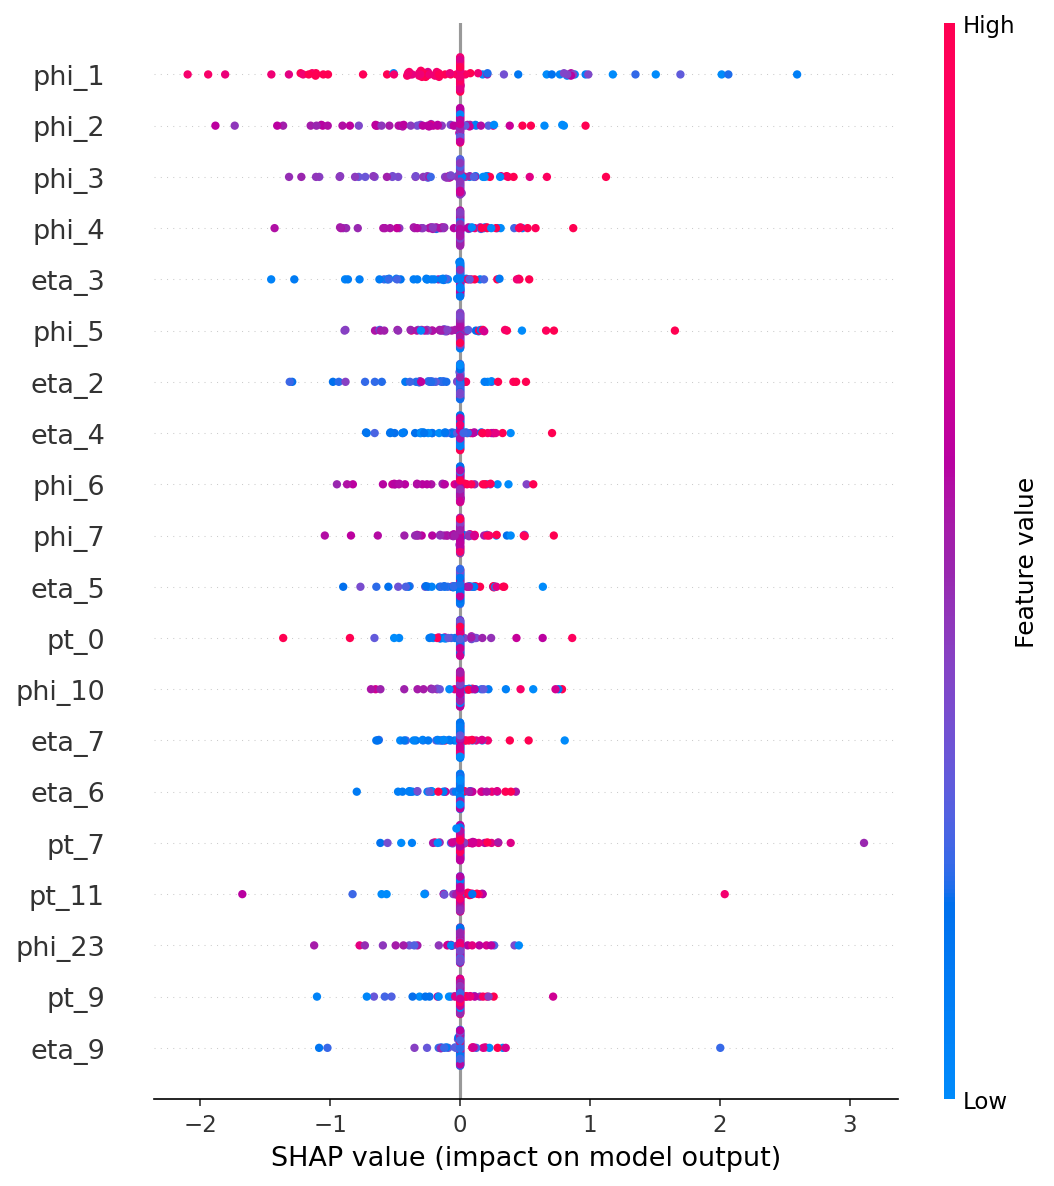 High
phi_1
phi_2
phi_3
phi_4
eta_3
phi_5
eta_2
eta_4
phi_6
phi_7
eta_5
pt_0
phi_10
eta_7
eta_6
pt_7
pt_11
phi_23
pt_9
eta_9
Feature value
Low
−2 −1 0 1 2 3
SHAP value (impact on model output)